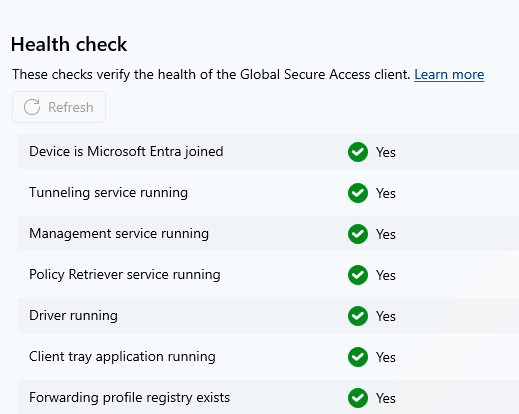 Health check
These checks verify the health of the Global Secure Access client. Learn more
Refresh
Device is Microsoft Entra joined Yes
Tunneling service running Yes
Management service running Yes
Policy Retriever service running Yes
Driver running Yes
Client tray application running Yes
Forwarding profile registry exists Yes